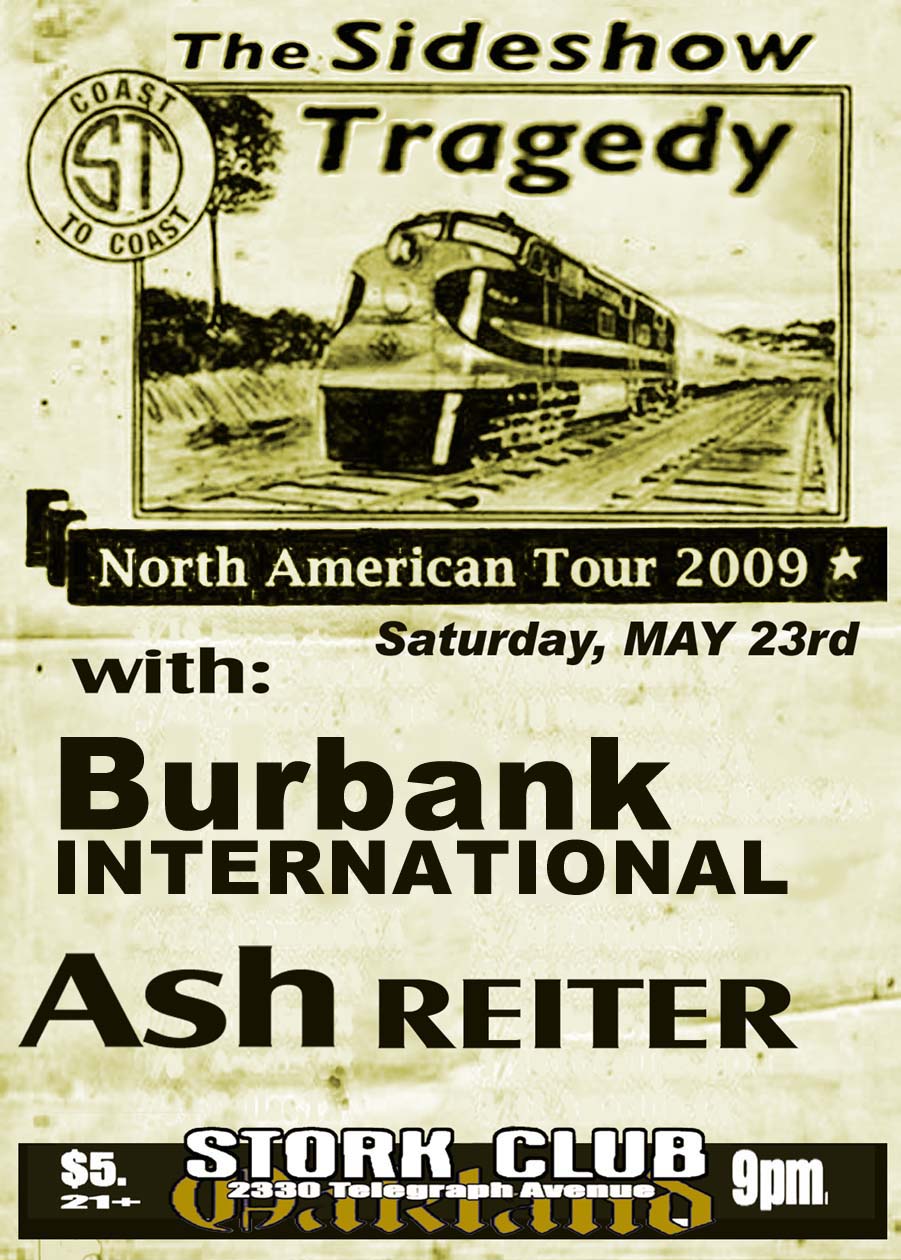 The Sideshow
Tragedy
COAST
ST
TO COAST
North American Tour 2009
Saturday, MAY 23rd
with:
Burbank
INTERNATIONAL
Ash REITER
$5.
21+
STORK CLUB
2330 Telegraph Avenue
Oakland
9pm.